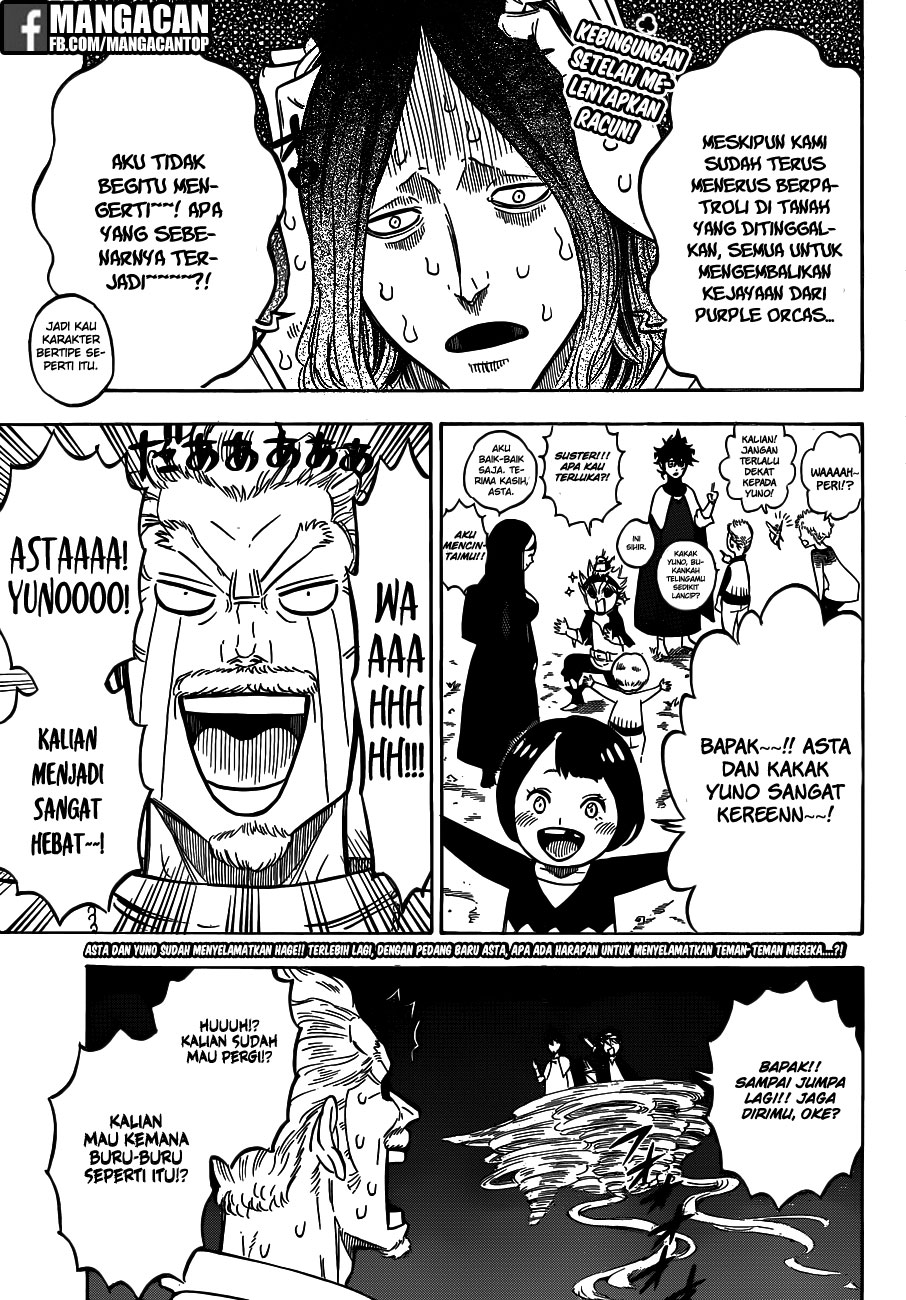 MANGACAN
FB.COM/MANGACANTOP
KEBINGUNGAN
SETELAH ME-
LENYAPKAN
RACUN!
MESKIPUN KAMI
SUDAH TERUS
MENERUS BERPA-
TROLI DI TANAH
YANG DITINGGAL-
KAN, SEMUA UNTUK
MENGEMBALIKAN
KEJAYAAN DARI
PURPLE ORCAS...
AKU TIDAK
BEGITU MEN-
GERTI~~! APA
YANG SEBE-
NARNYA TER-
JADI~~~~?!
JADI KAU
KARAKTER
BERTIPE SE-
PERTI ITU.
WAAAAH-
PERI!?
KALIAN!
JANGAN
TERLALU
DEKAT
KEPADA
YUNO!
KAKAK
YUNO, BU-
KANKAH
TELINGAMU
SEDIKIT
LANCIP?
INI
SIHIR.
SUSTER!!!
APA KAU
TERLUKA?!
AKU
BAIK-BAIK
SAJA. TE-
RIMA KASIH,
ASTA.
AKU
MENCIN-
TAIMU!!
BAPAK~~!! ASTA
DAN KAKAK
YUNO SANGAT
KEREENN~~!
だぁぁぁぁぁ
WA
AAA
HHH
HH!!!
ASTAAAA!
YUNOOOO!
KALIAN
MENJADI
SANGAT
HEBAT~~!
ASTA DAN YUNO SUDAH MENYELAMATKAN HAGE!! TERLEBIH LAGI, DENGAN PEDANG BARU ASTA, APA ADA HARAPAN UNTUK MENYELAMATKAN TEMAN-TEMAN MEREKA....?!
BAPAK!!
SAMPAI JUMPA
LAGI!! JAGA
DIRIMU, OKE?
HUUUH!?
KALIAN SUDAH
MAU PERGI!?
KALIAN
MAU KEMANA
BURU-BURU
SEPERTI ITU!?